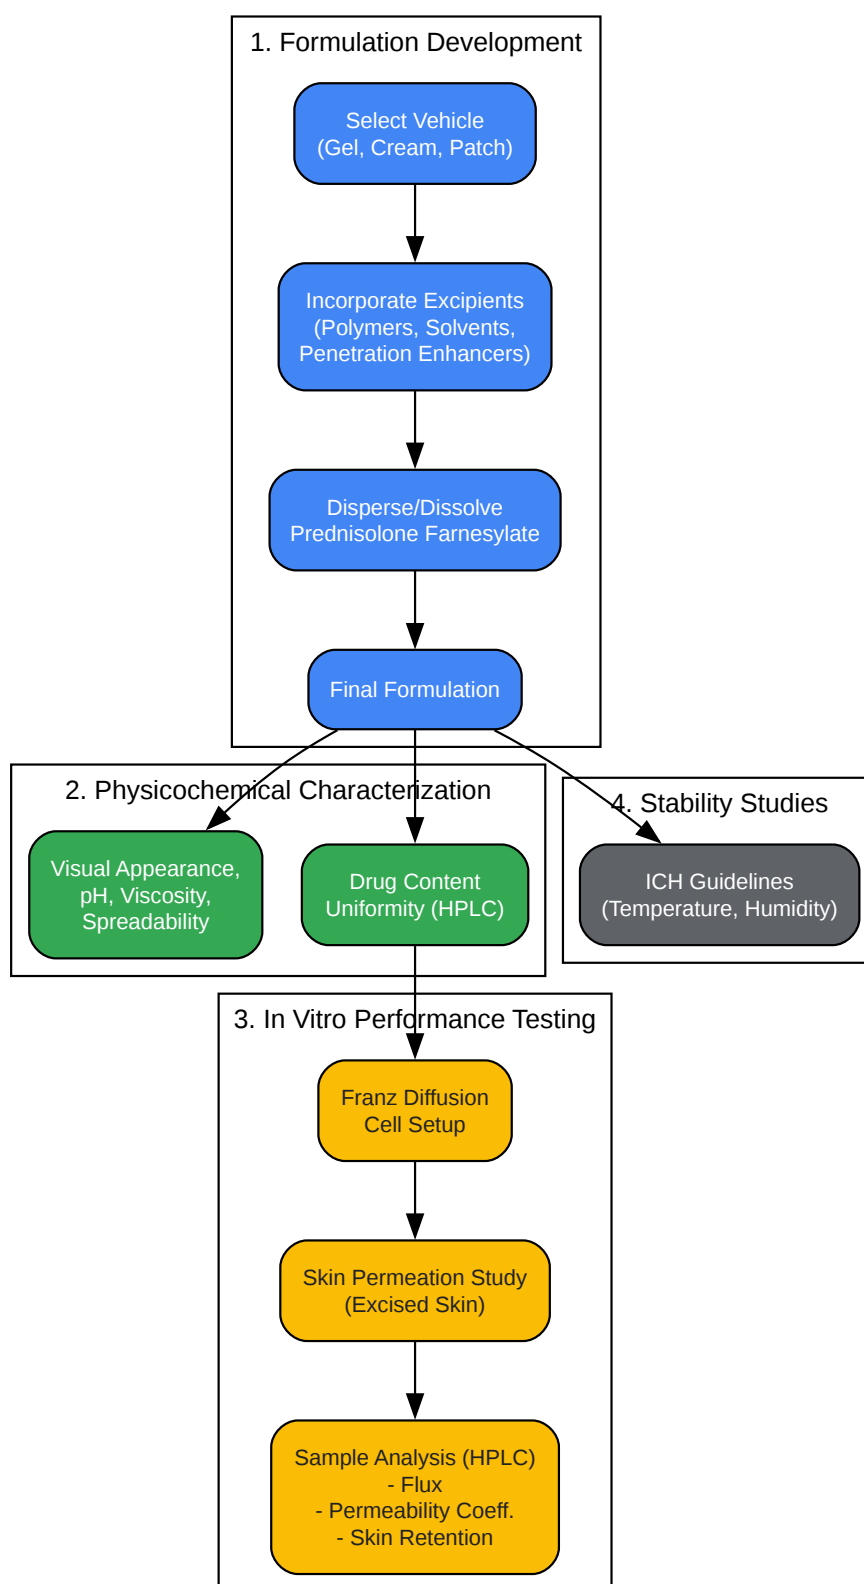 1. Formulation Development
Select Vehicle
(Gel, Cream, Patch)
Incorporate Excipients
(Polymers, Solvents,
Penetration Enhancers)
Disperse/Dissolve
Prednisolone Farnesylate
Final Formulation
2. Physicochemical Characterization
Visual Appearance,
pH, Viscosity,
Spreadability
Drug Content
Uniformity (HPLC)
4. Stability Studies
ICH Guidelines
(Temperature, Humidity)
3. In Vitro Performance Testing
Franz Diffusion
Cell Setup
Skin Permeation Study
(Excised Skin)
Sample Analysis (HPLC)
- Flux
- Permeability Coeff.
- Skin Retention